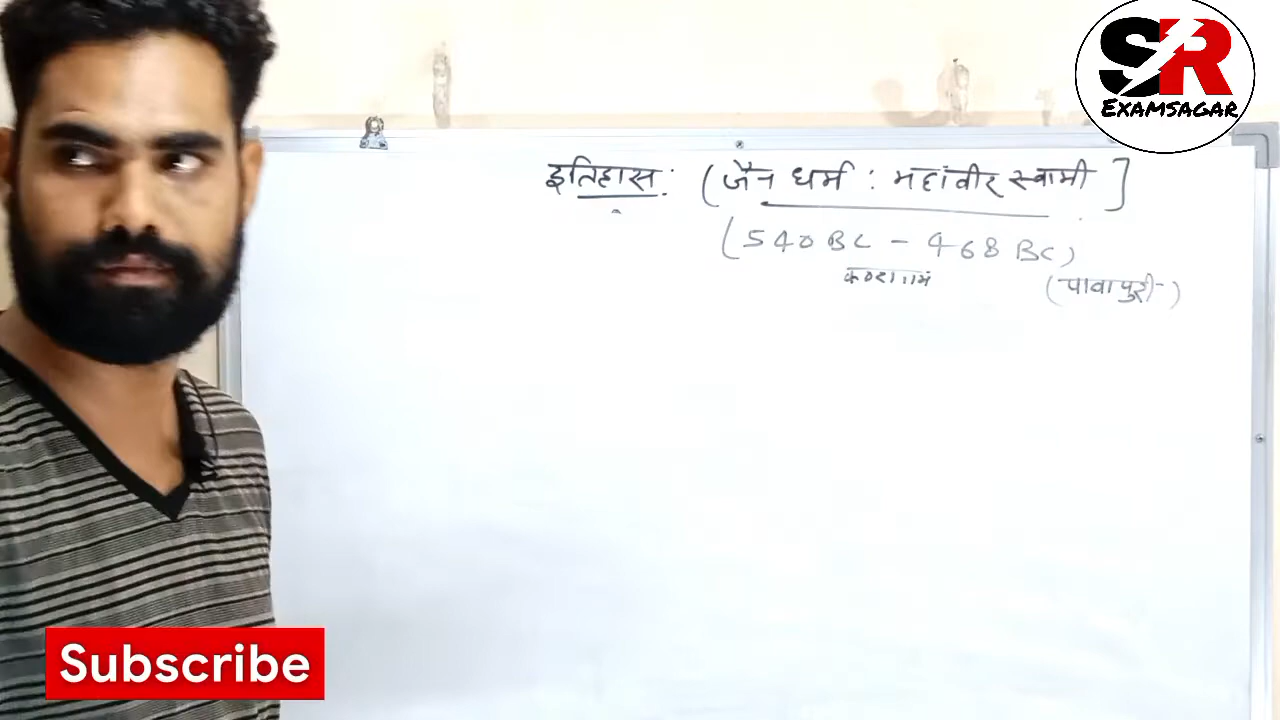 SR
EXAMSAGAR
इतिहास : (जैन धर्म : महावीर स्वामी]
(540 BC - 468 BC)
(पावापुरी)
Subscribe